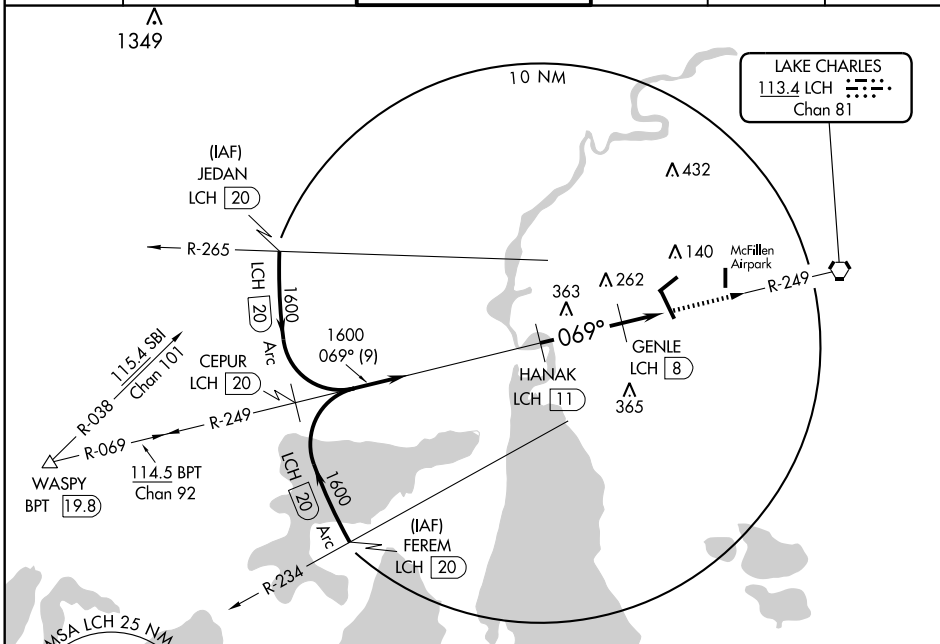 1349
10 NM
LAKE CHARLES
113.4 LCH
Chan 81
(IAF)
JEDAN
LCH 20
432
R-265
140
McFillen
Airpark
R-249
262
363
LCH 20 Arc
1600
1600
069° (9)
069°
GENLE
LCH 8
HANAK
LCH 11
365
CEPUR
LCH 20
115.4 SBI
Chan 101
R-038
R-249
R-069
114.5 BPT
Chan 92
WASPY
BPT 19.8
LCH 20 Arc
1600
(IAF)
FEREM
LCH 20
R-234
MSA LCH 25 NM